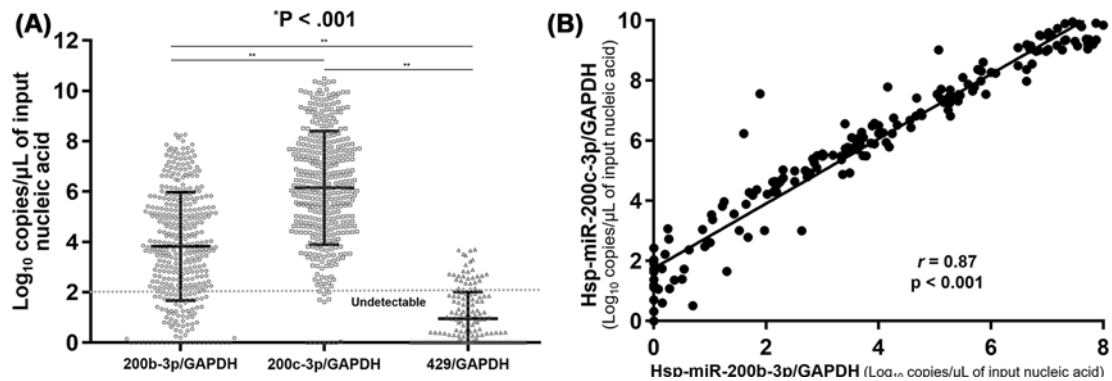 (A)
*P < .001
**
**
**
Log10 copies/μL of input
nucleic acid
12
10
8
6
4
2
0
Undetectable
200b-3p/GAPDH
200c-3p/GAPDH
429/GAPDH
(B)
Hsp-miR-200c-3p/GAPDH
(Log10 copies/μL of input nucleic acid)
10
8
6
4
2
0
r = 0.87
p < 0.001
0
2
4
6
8
Hsp-miR-200b-3p/GAPDH (Log10 copies/μL of input nucleic acid)